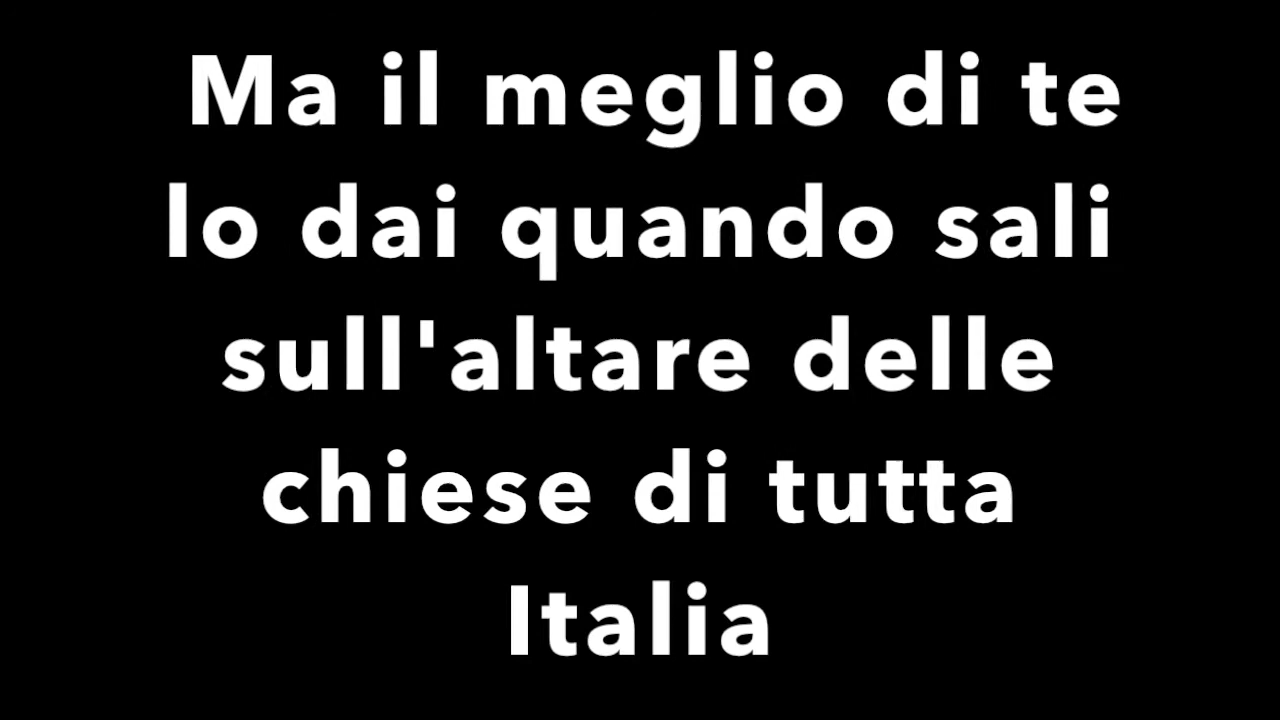 Ma il meglio di te
lo dai quando sali
sull'altare delle
chiese di tutta
Italia